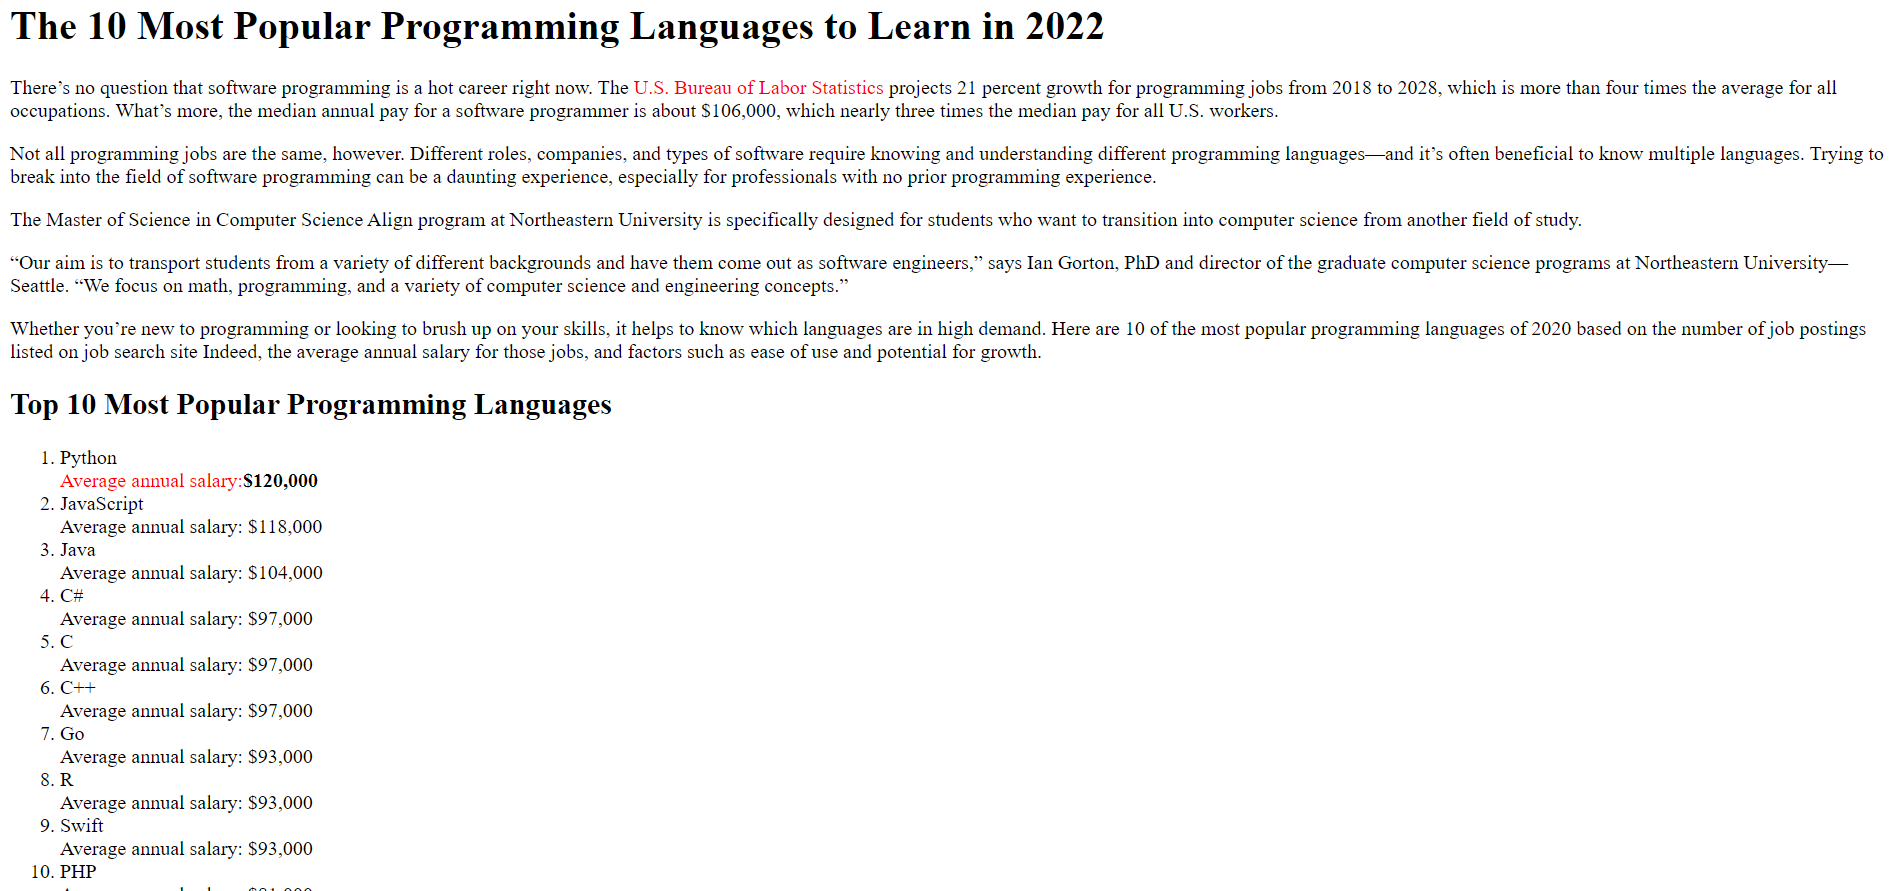 The 10 Most Popular Programming Languages to Learn in 2022
There’s no question that software programming is a hot career right now. The U.S. Bureau of Labor Statistics projects 21 percent growth for programming jobs from 2018 to 2028, which is more than four times the average for all
occupations. What’s more, the median annual pay for a software programmer is about $106,000, which nearly three times the median pay for all U.S. workers.
Not all programming jobs are the same, however. Different roles, companies, and types of software require knowing and understanding different programming languages—and it’s often beneficial to know multiple languages. Trying to
break into the field of software programming can be a daunting experience, especially for professionals with no prior programming experience.
The Master of Science in Computer Science Align program at Northeastern University is specifically designed for students who want to transition into computer science from another field of study.
“Our aim is to transport students from a variety of different backgrounds and have them come out as software engineers,” says Ian Gorton, PhD and director of the graduate computer science programs at Northeastern University—
Seattle. “We focus on math, programming, and a variety of computer science and engineering concepts.”
Whether you’re new to programming or looking to brush up on your skills, it helps to know which languages are in high demand. Here are 10 of the most popular programming languages of 2020 based on the number of job postings
listed on job search site Indeed, the average annual salary for those jobs, and factors such as ease of use and potential for growth.
Top 10 Most Popular Programming Languages
1. Python
Average annual salary:$120,000
2. JavaScript
Average annual salary: $118,000
3. Java
Average annual salary: $104,000
4. C#
Average annual salary: $97,000
5. C
Average annual salary: $97,000
6. C++
Average annual salary: $97,000
7. Go
Average annual salary: $93,000
8. R
Average annual salary: $93,000
9. Swift
Average annual salary: $93,000
10. PHP